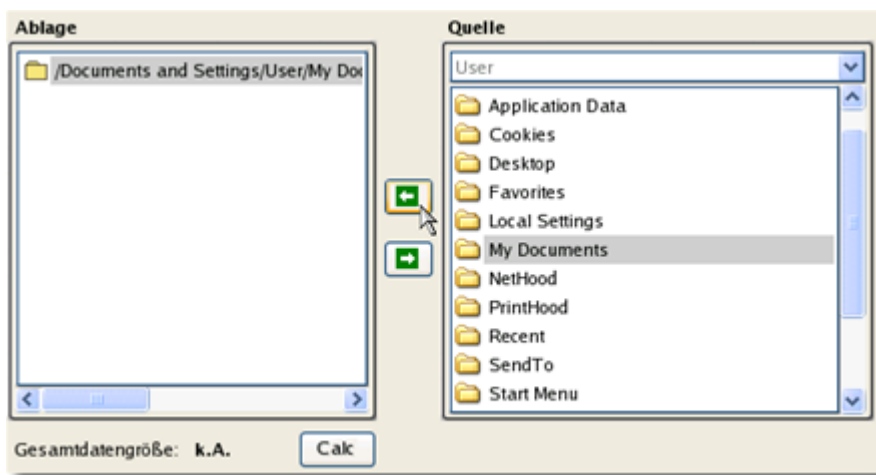 Ablage
/Documents and Settings/User/My Do
Quelle
User
Application Data
Cookies
Desktop
Favorites
Local Settings
My Documents
NetHood
PrintHood
Recent
SendTo
Start Menu
Gesamtdatengröße: k.A.
Calc